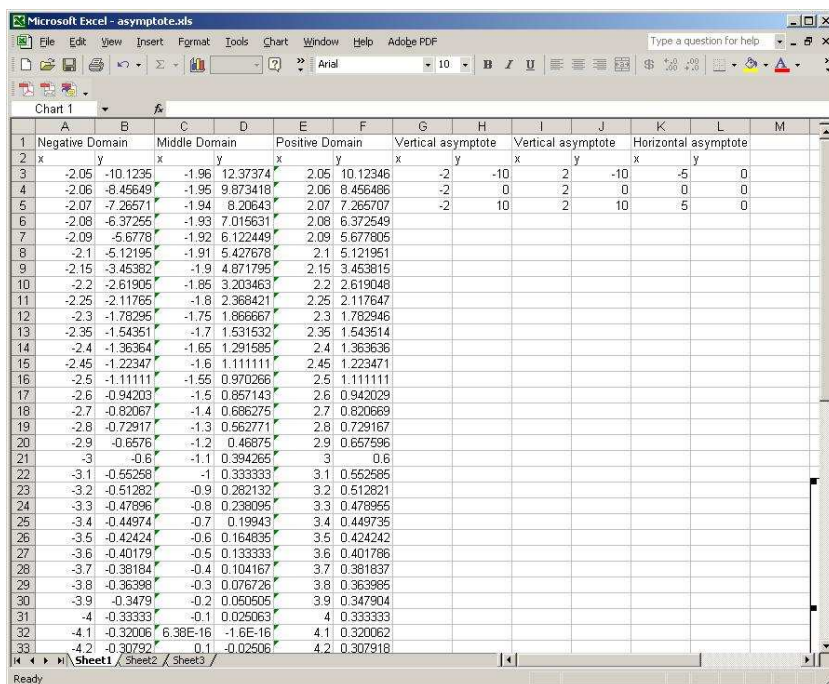 Microsoft Excel - asymptote.xls
File Edit View Insert Format Tools Chart Window Help Adobe PDF Type a question for help
Arial 10 B I U
Chart 1 fx
A B C D E F G H I J K L M
1 Negative Domain Middle Domain Positive Domain Vertical asymptote Vertical asymptote Horizontal asymptote
2 x y x y x y x y x y x y
3 -2.05 -10.1235 -1.96 12.37374 2.05 10.12346 -2 -10 2 -10 -5 0
4 -2.06 -8.45649 -1.95 9.873418 2.06 8.456486 -2 0 2 0 0 0
5 -2.07 -7.26571 -1.94 8.20643 2.07 7.265707 -2 10 2 10 5 0
6 -2.08 -6.37255 -1.93 7.015631 2.08 6.372549
7 -2.09 -5.6778 -1.92 6.122449 2.09 5.677805
8 -2.1 -5.12195 -1.91 5.427678 2.1 5.121951
9 -2.15 -3.45382 -1.9 4.871795 2.15 3.453815
10 -2.2 -2.61905 -1.85 3.203463 2.2 2.619048
11 -2.25 -2.11765 -1.8 2.368421 2.25 2.117647
12 -2.3 -1.78295 -1.75 1.866667 2.3 1.782946
13 -2.35 -1.54351 -1.7 1.531532 2.35 1.543514
14 -2.4 -1.36364 -1.65 1.291585 2.4 1.363636
15 -2.45 -1.22347 -1.6 1.111111 2.45 1.223471
16 -2.5 -1.11111 -1.55 0.970266 2.5 1.111111
17 -2.6 -0.94203 -1.5 0.857143 2.6 0.942029
18 -2.7 -0.82067 -1.4 0.686275 2.7 0.820669
19 -2.8 -0.72917 -1.3 0.562771 2.8 0.729167
20 -2.9 -0.6576 -1.2 0.46875 2.9 0.657596
21 -3 -0.6 -1.1 0.394265 3 0.6
22 -3.1 -0.55258 -1 0.333333 3.1 0.552585
23 -3.2 -0.51282 -0.9 0.282132 3.2 0.512821
24 -3.3 -0.47896 -0.8 0.238095 3.3 0.478955
25 -3.4 -0.44974 -0.7 0.19943 3.4 0.449735
26 -3.5 -0.42424 -0.6 0.164835 3.5 0.424242
27 -3.6 -0.40179 -0.5 0.133333 3.6 0.401786
28 -3.7 -0.38184 -0.4 0.104167 3.7 0.381837
29 -3.8 -0.36398 -0.3 0.076726 3.8 0.363985
30 -3.9 -0.3479 -0.2 0.050505 3.9 0.347904
31 -4 -0.33333 -0.1 0.025063 4 0.333333
32 -4.1 -0.32006 6.38E-16 -1.6E-16 4.1 0.320062
33 -4.2 -0.30792 0.1 -0.02506 4.2 0.307918
Sheet1 Sheet2 Sheet3
Ready